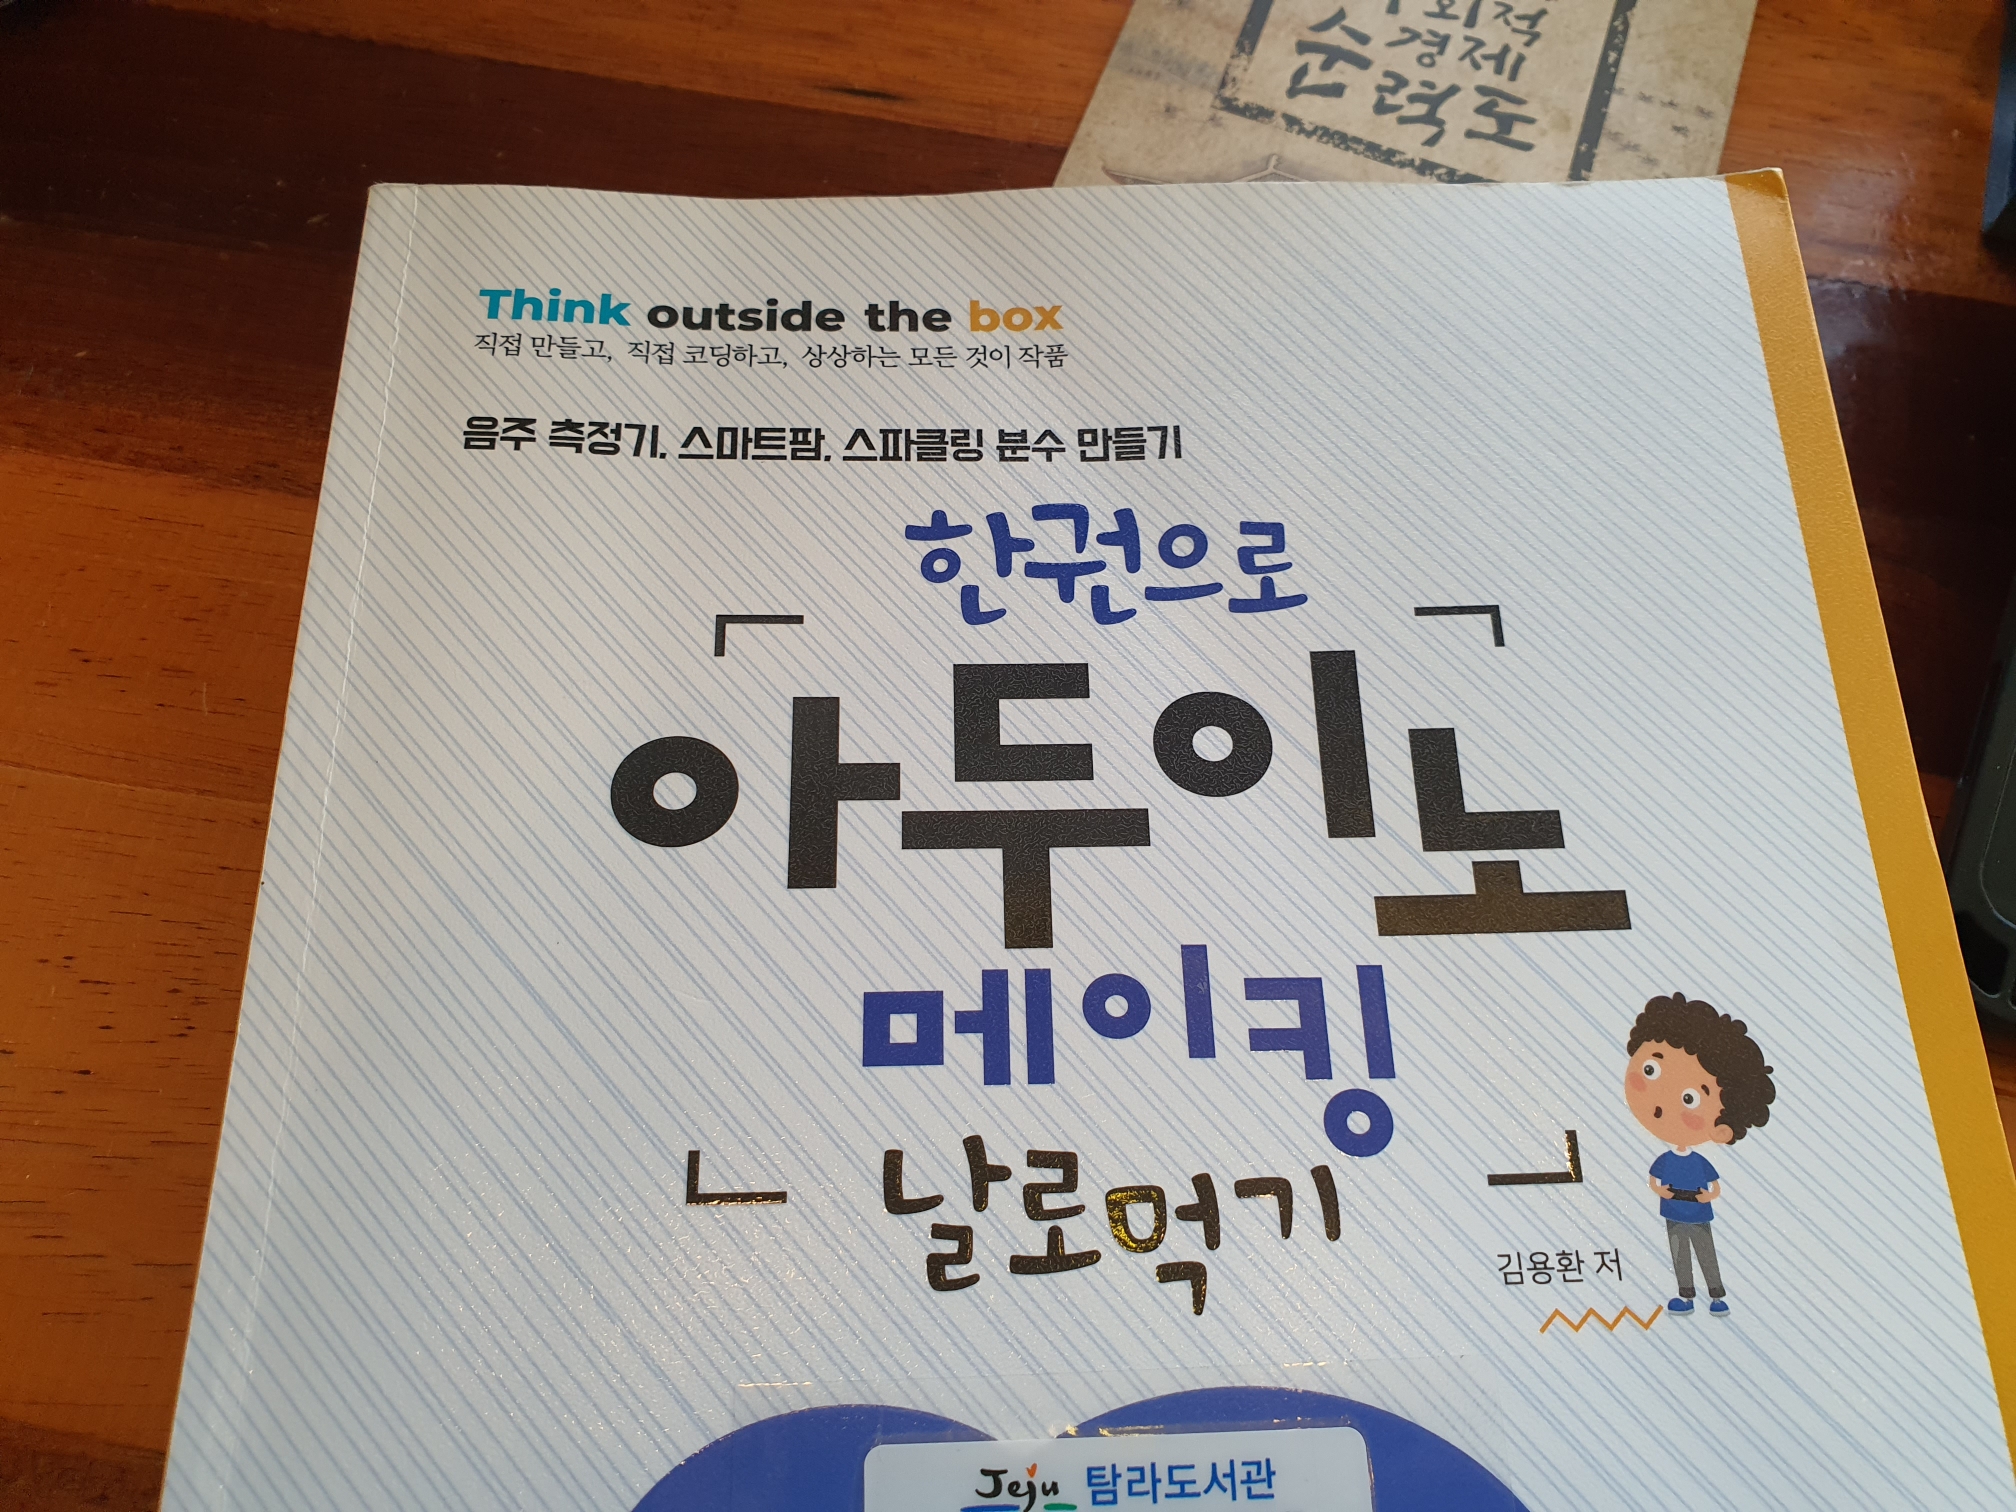 경제
순력도
Think outside the box
직접 만들고, 직접 코딩하고, 상상하는 모든 것이 작품
음주 측정기, 스마트팜, 스파클링 분수 만들기
한권으로
아두이노
메이킹
날로먹기
김용환 저
Jeju 탐라도서관